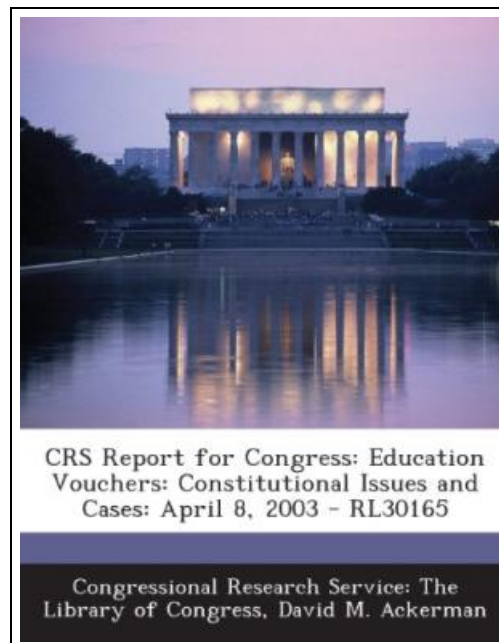 CRS Report for Congress: Education
Vouchers: Constitutional Issues and
Cases: April 8, 2003 - RL30165
Congressional Research Service: The
Library of Congress, David M. Ackerman